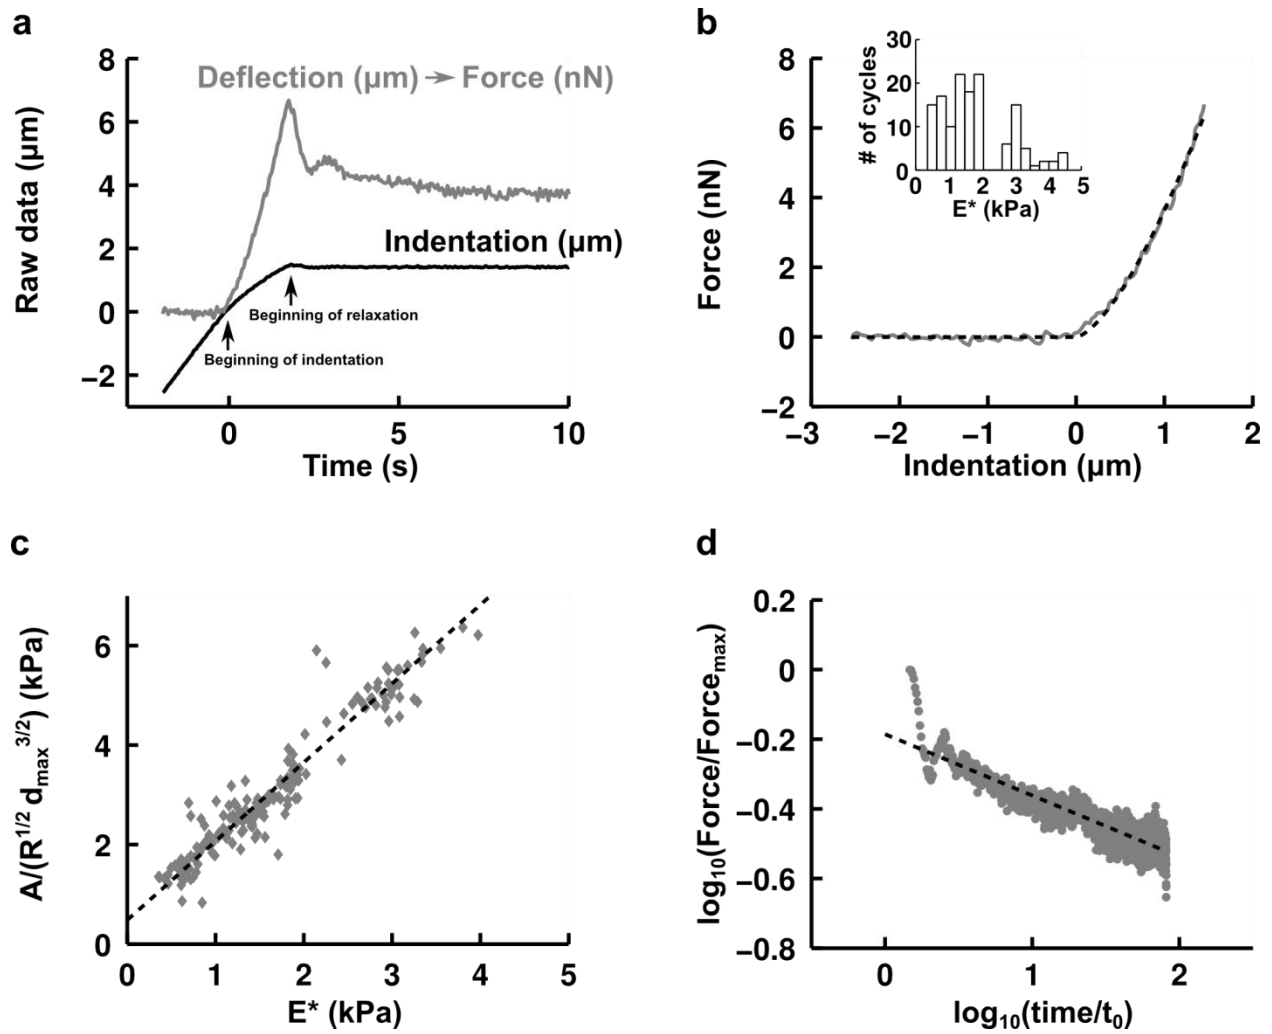 a
Raw data (µm)
8
6
4
2
0
−2
Deflection (µm) → Force (nN)
Indentation (µm)
Beginning of relaxation
Beginning of indentation
0
5
10
Time (s)
b
Force (nN)
8
6
4
2
0
−2
# of cycles
30
20
10
0
0
1
2
3
4
5
E* (kPa)
−3
−2
−1
0
1
2
Indentation (µm)
c
A/(R^1/2 d_max^3/2) (kPa)
6
4
2
0
0
1
2
3
4
5
E* (kPa)
d
log₁₀(Force/Force_max)
0.2
0
−0.2
−0.4
−0.6
−0.8
0
1
2
log₁₀(time/t₀)